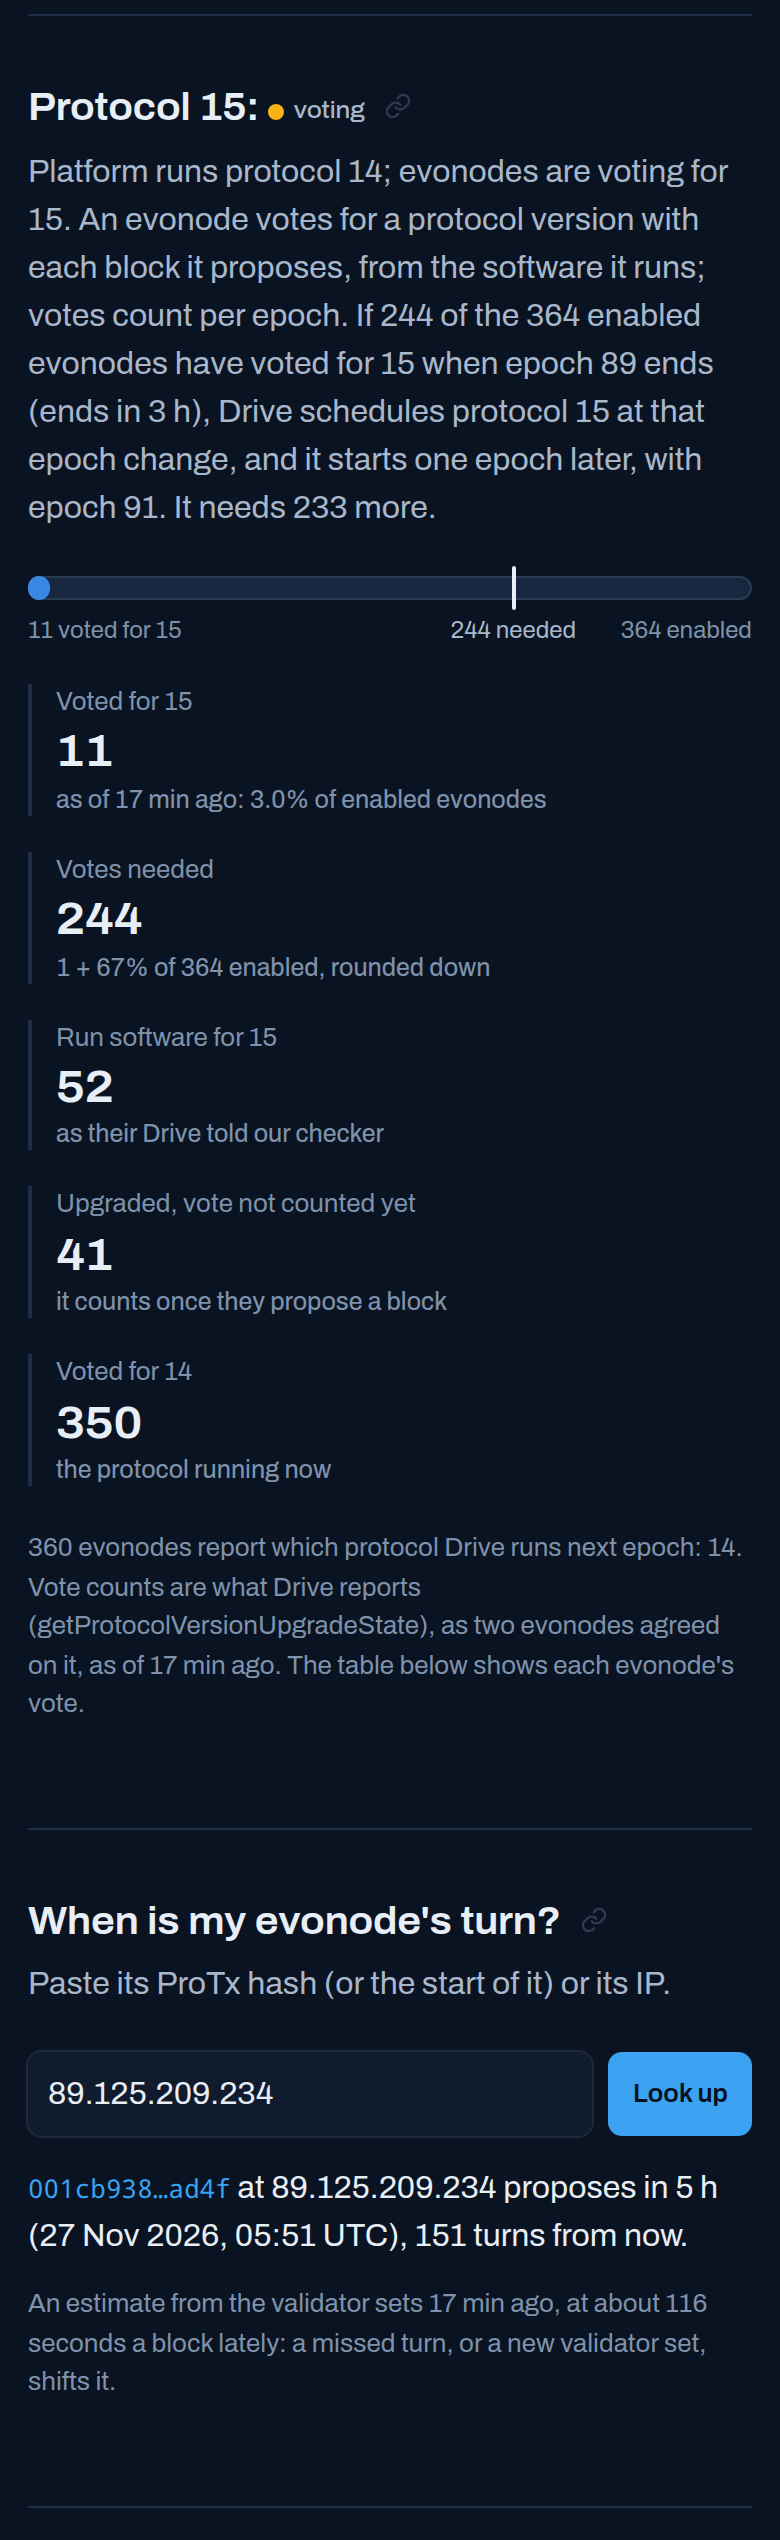 Protocol 15: voting
Platform runs protocol 14; evonodes are voting for
15. An evonode votes for a protocol version with
each block it proposes, from the software it runs;
votes count per epoch. If 244 of the 364 enabled
evonodes have voted for 15 when epoch 89 ends
(ends in 3 h), Drive schedules protocol 15 at that
epoch change, and it starts one epoch later, with
epoch 91. It needs 233 more.
11 voted for 15 244 needed 364 enabled
Voted for 15
11
as of 17 min ago: 3.0% of enabled evonodes
Votes needed
244
1 + 67% of 364 enabled, rounded down
Run software for 15
52
as their Drive told our checker
Upgraded, vote not counted yet
41
it counts once they propose a block
Voted for 14
350
the protocol running now
360 evonodes report which protocol Drive runs next epoch: 14.
Vote counts are what Drive reports
(getProtocolVersionUpgradeState), as two evonodes agreed
on it, as of 17 min ago. The table below shows each evonode's
vote.
When is my evonode's turn?
Paste its ProTx hash (or the start of it) or its IP.
89.125.209.234 Look up
001cb938…ad4f at 89.125.209.234 proposes in 5 h
(27 Nov 2026, 05:51 UTC), 151 turns from now.
An estimate from the validator sets 17 min ago, at about 116
seconds a block lately: a missed turn, or a new validator set,
shifts it.